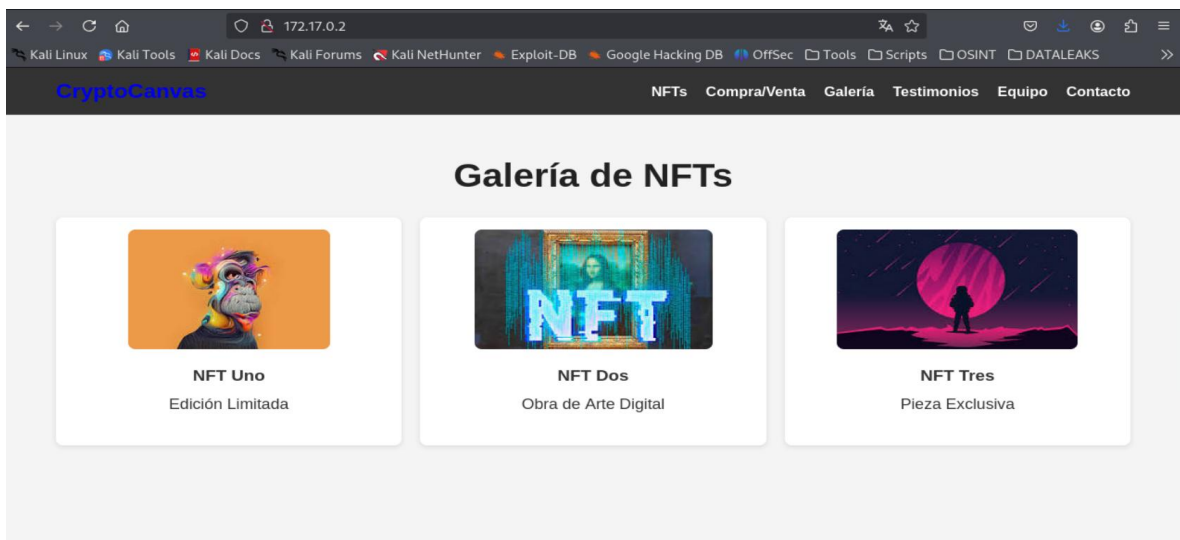 172.17.0.2
Kali Linux Kali Tools Kali Docs Kali Forums Kali NetHunter Exploit-DB Google Hacking DB OffSec Tools Scripts OSINT DATALEAKS
CryptoCanvas NFTs Compra/Venta Galería Testimonios Equipo Contacto
Galería de NFTs
NFT
NFT Uno NFT Dos NFT Tres
Edición Limitada Obra de Arte Digital Pieza Exclusiva